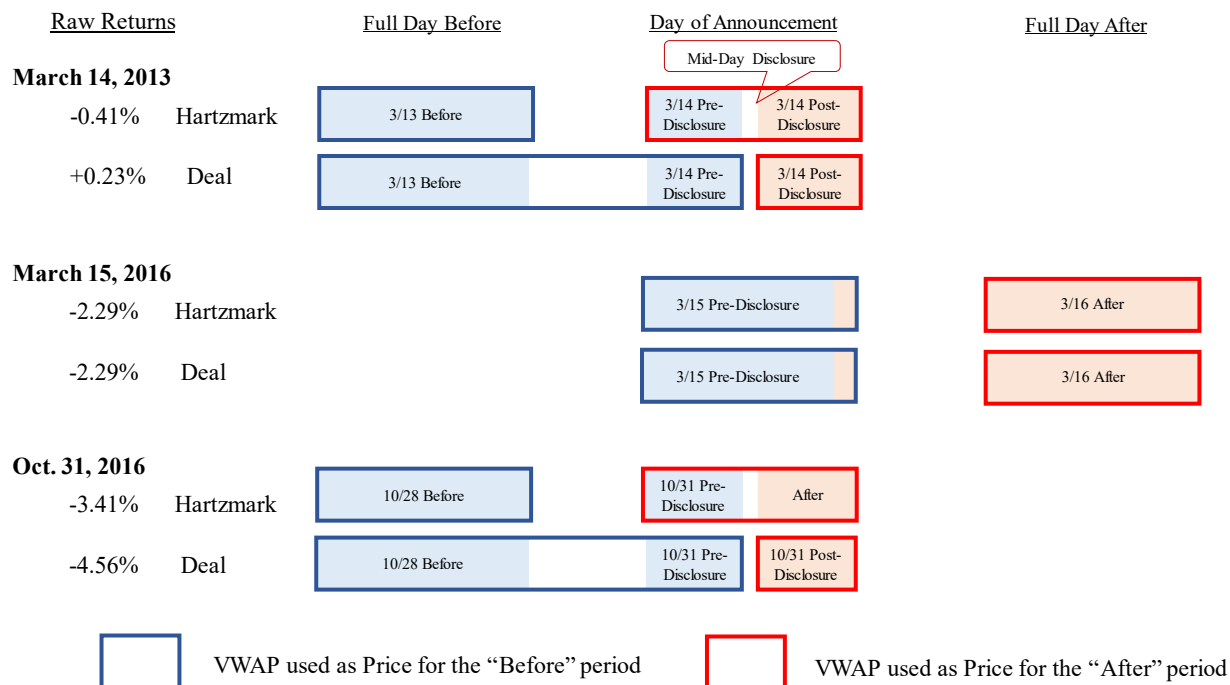 Raw Returns Full Day Before Day of Announcement Full Day After
Mid-Day Disclosure
March 14, 2013
-0.41% Hartzmark 3/13 Before 3/14 Pre-
Disclosure 3/14 Post-
Disclosure
+0.23% Deal 3/13 Before 3/14 Pre-
Disclosure 3/14 Post-
Disclosure
March 15, 2016
-2.29% Hartzmark 3/15 Pre-Disclosure 3/16 After
-2.29% Deal 3/15 Pre-Disclosure 3/16 After
Oct. 31, 2016
-3.41% Hartzmark 10/28 Before 10/31 Pre-
Disclosure After
-4.56% Deal 10/28 Before 10/31 Pre-
Disclosure 10/31 Post-
Disclosure
VWAP used as Price for the “Before” period VWAP used as Price for the “After” period